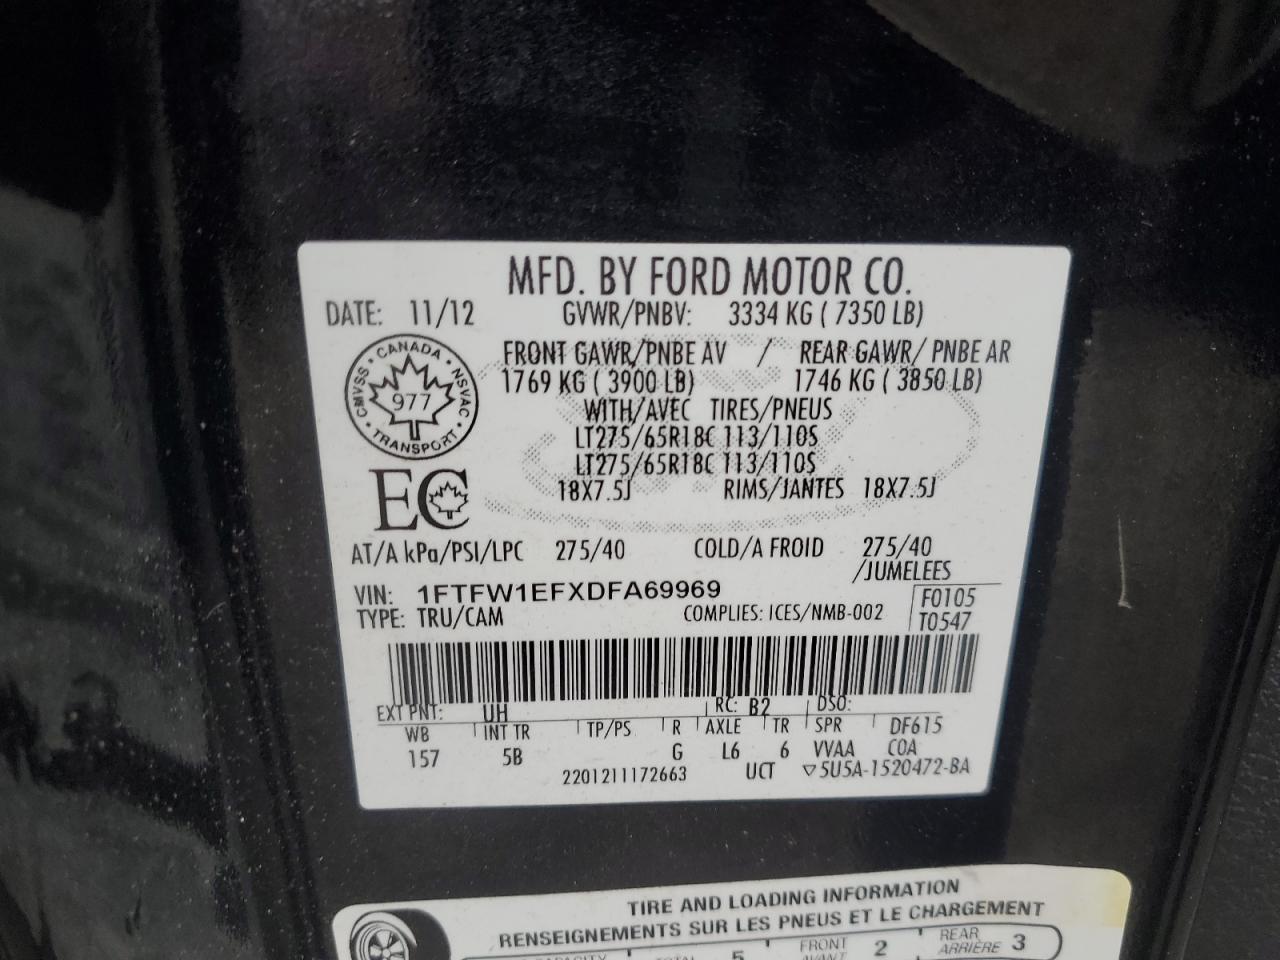 MFD. BY FORD MOTOR CO.
DATE: 11/12 GVWR/PNBV: 3334 KG ( 7350 LB)
CANADA
CMVSS 977 NSVAC
TRANSPORT
EC
FRONT GAWR/PNBE AV / REAR GAWR/ PNBE AR
1769 KG ( 3900 LB) 1746 KG ( 3850 LB)
WITH/AVEC TIRES/PNEUS
LT275/65R18C 113/110S
LT275/65R18C 113/110S
18X7.5J RIMS/JANTES 18X7.5J
AT/A kPa/PSI/LPC 275/40 COLD/A FROID 275/40
/JUMELEES
VIN: 1FTFW1EFXDFA69969 F0105
TYPE: TRU/CAM COMPLIES: ICES/NMB-002 T0547
EXT PNT: UH RC: B2 DSO:
WB INT TR TP/PS R AXLE TR SPR DF615
157 5B G L6 6 VVAA COA
2201211172663 UCT ▽5U5A-1520472-BA
TIRE AND LOADING INFORMATION
RENSEIGNEMENTS SUR LES PNEUS ET LE CHARGEMENT
CAPACITY TOTAL 5 FRONT AVANT 2 REAR ARRIÈRE 3